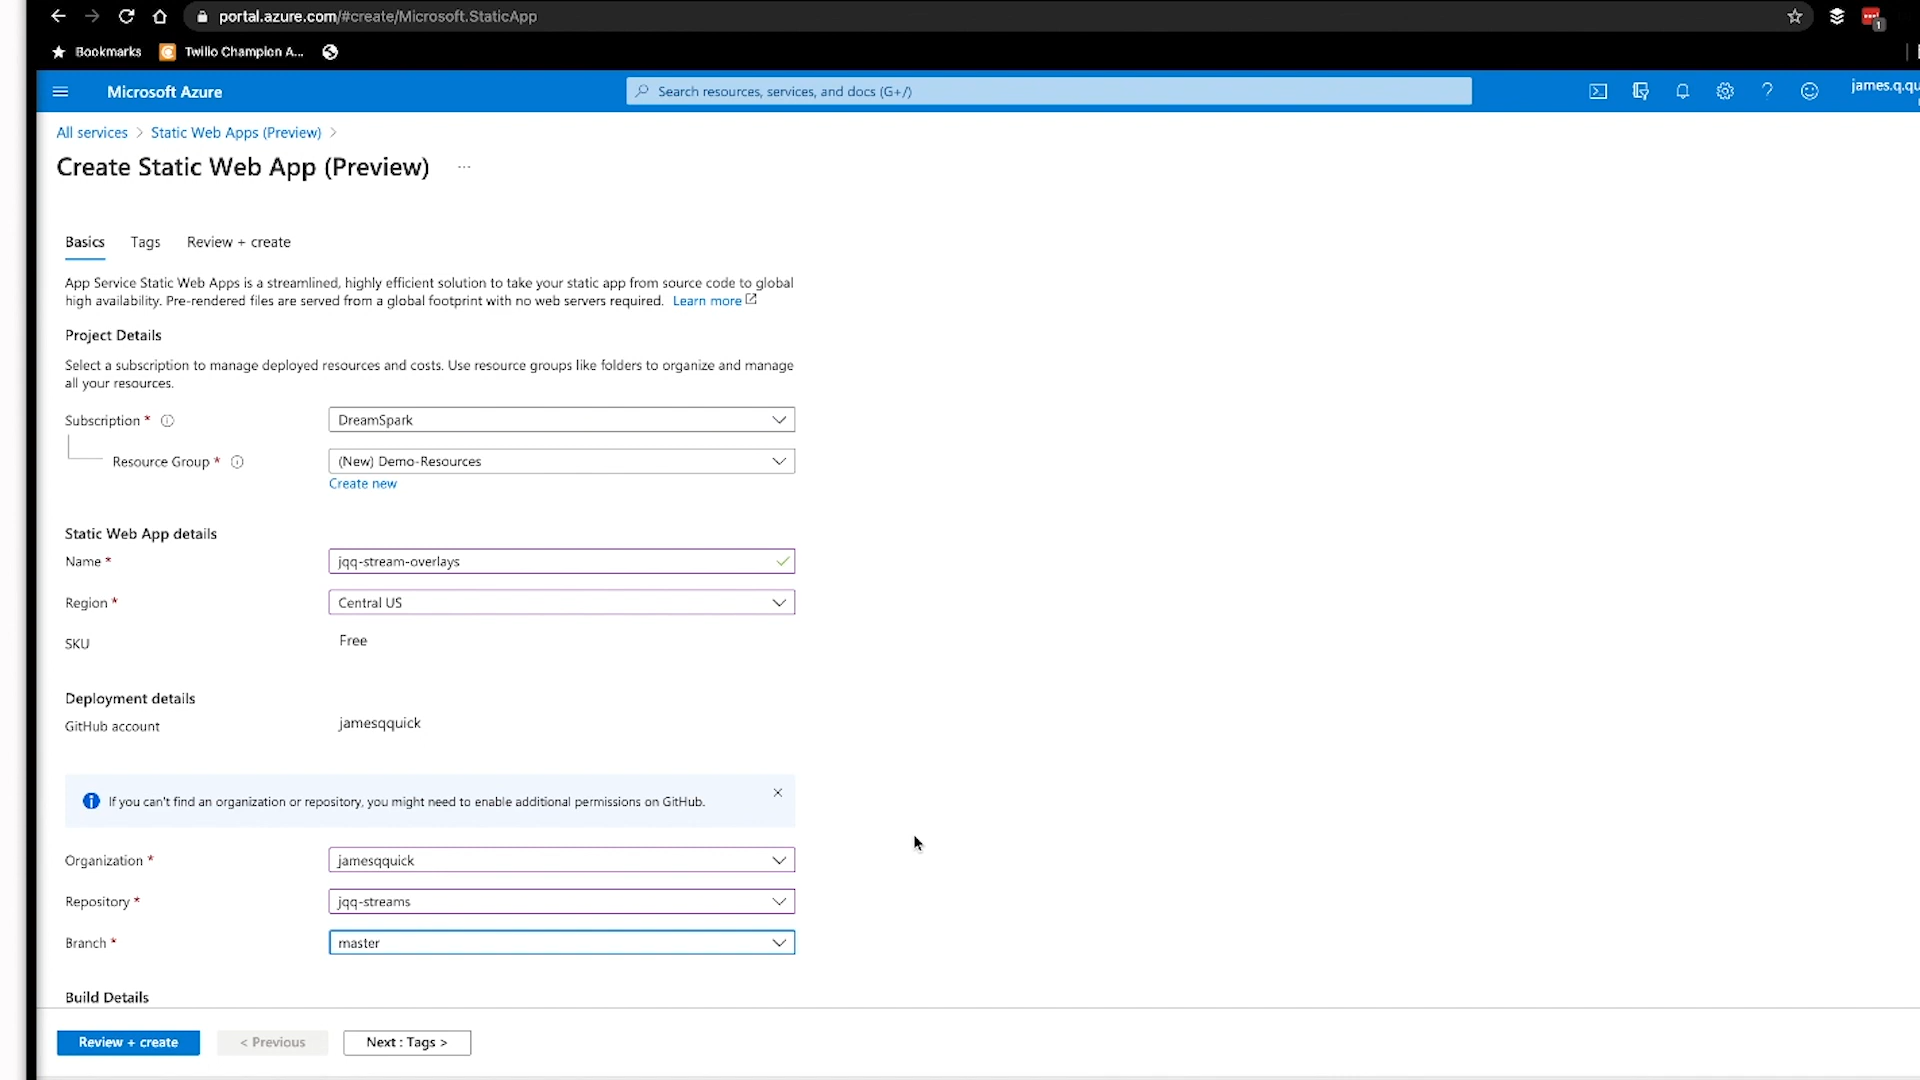 portal.azure.com/#create/Microsoft.StaticApp
1
Bookmarks
Twilio Champion A...
Microsoft Azure
Search resources, services, and docs (G+/)
james.q.qu
All services > Static Web Apps (Preview) >
Create Static Web App (Preview) ...
Basics
Tags
Review + create
App Service Static Web Apps is a streamlined, highly efficient solution to take your static app from source code to global
high availability. Pre-rendered files are served from a global footprint with no web servers required. Learn more
Project Details
Select a subscription to manage deployed resources and costs. Use resource groups like folders to organize and manage
all your resources.
Subscription *
DreamSpark
Resource Group *
(New) Demo-Resources
Create new
Static Web App details
Name *
jqq-stream-overlays
Region *
Central US
SKU
Free
Deployment details
GitHub account
jamesqquick
If you can't find an organization or repository, you might need to enable additional permissions on GitHub.
Organization *
jamesqquick
Repository *
jqq-streams
Branch *
master
Build Details
Review + create
< Previous
Next : Tags >